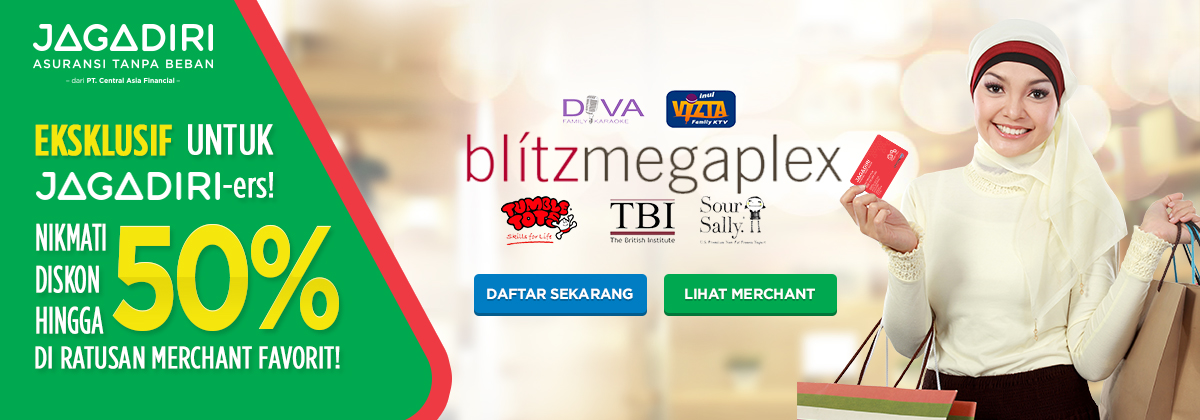 JAGADIRI
ASURANSI TANPA BEBAN
- dari PT. Central Asia Financial -
EKSKLUSIF UNTUK
JAGADIRI-ers!
NIKMATI
DISKON
HINGGA
50%
DI RATUSAN MERCHANT FAVORIT!
DIVA
FAMILY KARAOKE
inul
VIZTA
Family KTV
blítzmegaplex
TUMBLE
TOTS
Skills for Life
TBI
The British Institute
Sour
Sally
DAFTAR SEKARANG
LIHAT MERCHANT
JAGADIRI